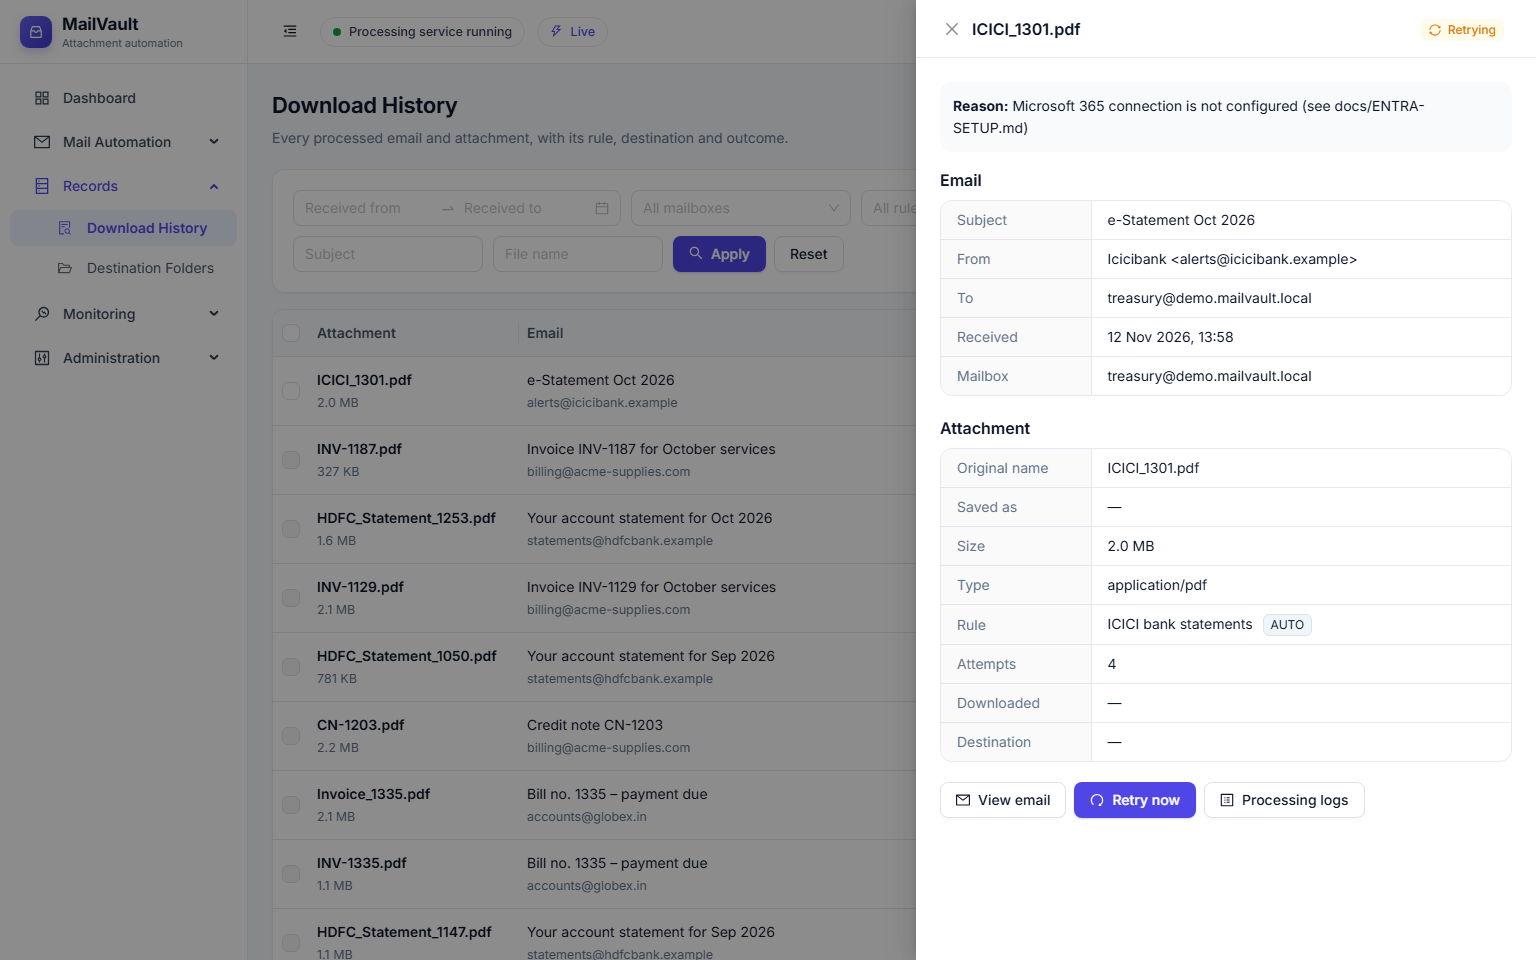 MailVault
Attachment automation
Processing service running
Live
Dashboard
Mail Automation
Records
Download History
Destination Folders
Monitoring
Administration
Download History
Every processed email and attachment, with its rule, destination and outcome.
Received from → Received to
All mailboxes
All rule
Subject
File name
Apply
Reset
Attachment Email
ICICI_1301.pdf e-Statement Oct 2026
2.0 MB alerts@icicibank.example
INV-1187.pdf Invoice INV-1187 for October services
327 KB billing@acme-supplies.com
HDFC_Statement_1253.pdf Your account statement for Oct 2026
1.6 MB statements@hdfcbank.example
INV-1129.pdf Invoice INV-1129 for October services
2.1 MB billing@acme-supplies.com
HDFC_Statement_1050.pdf Your account statement for Sep 2026
781 KB statements@hdfcbank.example
CN-1203.pdf Credit note CN-1203
2.2 MB billing@acme-supplies.com
Invoice_1335.pdf Bill no. 1335 – payment due
2.1 MB accounts@globex.in
INV-1335.pdf Bill no. 1335 – payment due
1.1 MB accounts@globex.in
HDFC_Statement_1147.pdf Your account statement for Sep 2026
1.1 MB statements@hdfcbank.example
ICICI_1301.pdf
Retrying
Reason: Microsoft 365 connection is not configured (see docs/ENTRA-
SETUP.md)
Email
Subject e-Statement Oct 2026
From Icicibank <alerts@icicibank.example>
To treasury@demo.mailvault.local
Received 12 Nov 2026, 13:58
Mailbox treasury@demo.mailvault.local
Attachment
Original name ICICI_1301.pdf
Saved as —
Size 2.0 MB
Type application/pdf
Rule ICICI bank statements AUTO
Attempts 4
Downloaded —
Destination —
View email
Retry now
Processing logs